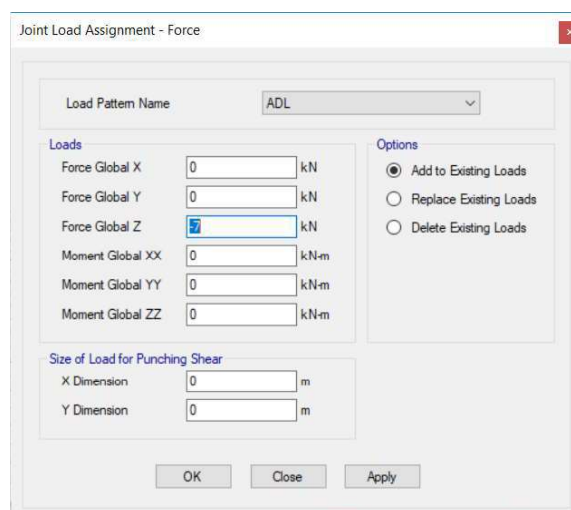 Joint Load Assignment - Force
Load Pattern Name ADL
Loads
Force Global X 0 kN
Force Global Y 0 kN
Force Global Z -7 kN
Moment Global XX 0 kN-m
Moment Global YY 0 kN-m
Moment Global ZZ 0 kN-m
Options
Add to Existing Loads
Replace Existing Loads
Delete Existing Loads
Size of Load for Punching Shear
X Dimension 0 m
Y Dimension 0 m
OK Close Apply